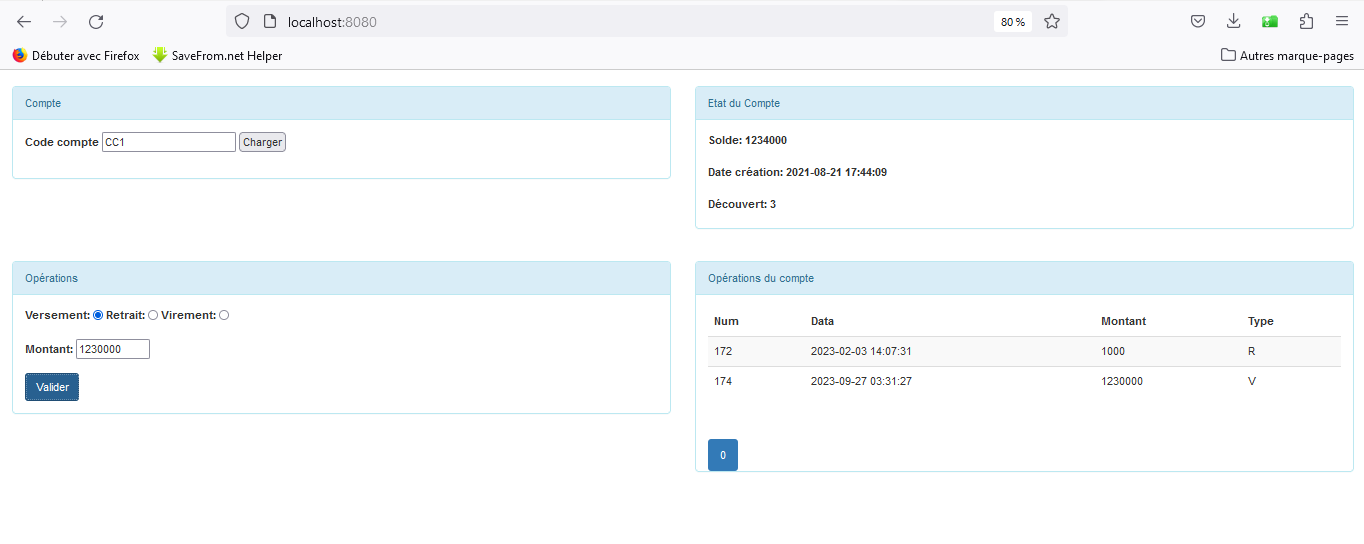 localhost:8080
80 %
Débuter avec Firefox
SaveFrom.net Helper
Autres marque-pages
Compte
Code compte CC1 Charger
Etat du Compte
Solde: 1234000
Date création: 2021-08-21 17:44:09
Découvert: 3
Opérations
Versement: Retrait: Virement:
Montant: 1230000
Valider
Opérations du compte
Num Data Montant Type
172 2023-02-03 14:07:31 1000 R
174 2023-09-27 03:31:27 1230000 V
0